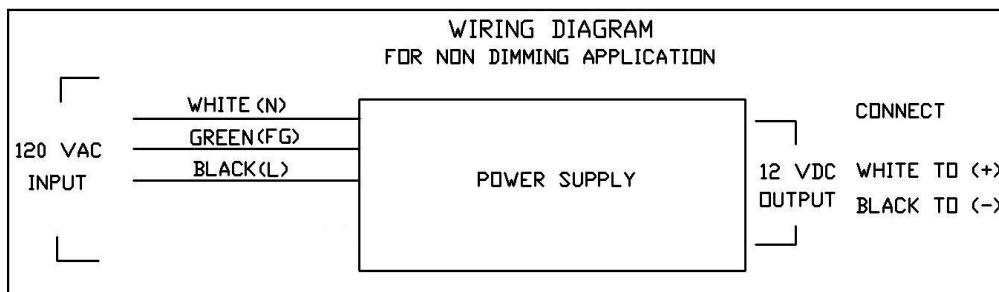 WIRING DIAGRAM
FOR NON DIMMING APPLICATION
120 VAC
INPUT
WHITE(N)
GREEN(FG)
BLACK(L)
POWER SUPPLY
12 VDC
OUTPUT
CONNECT
WHITE TO (+)
BLACK TO (-)